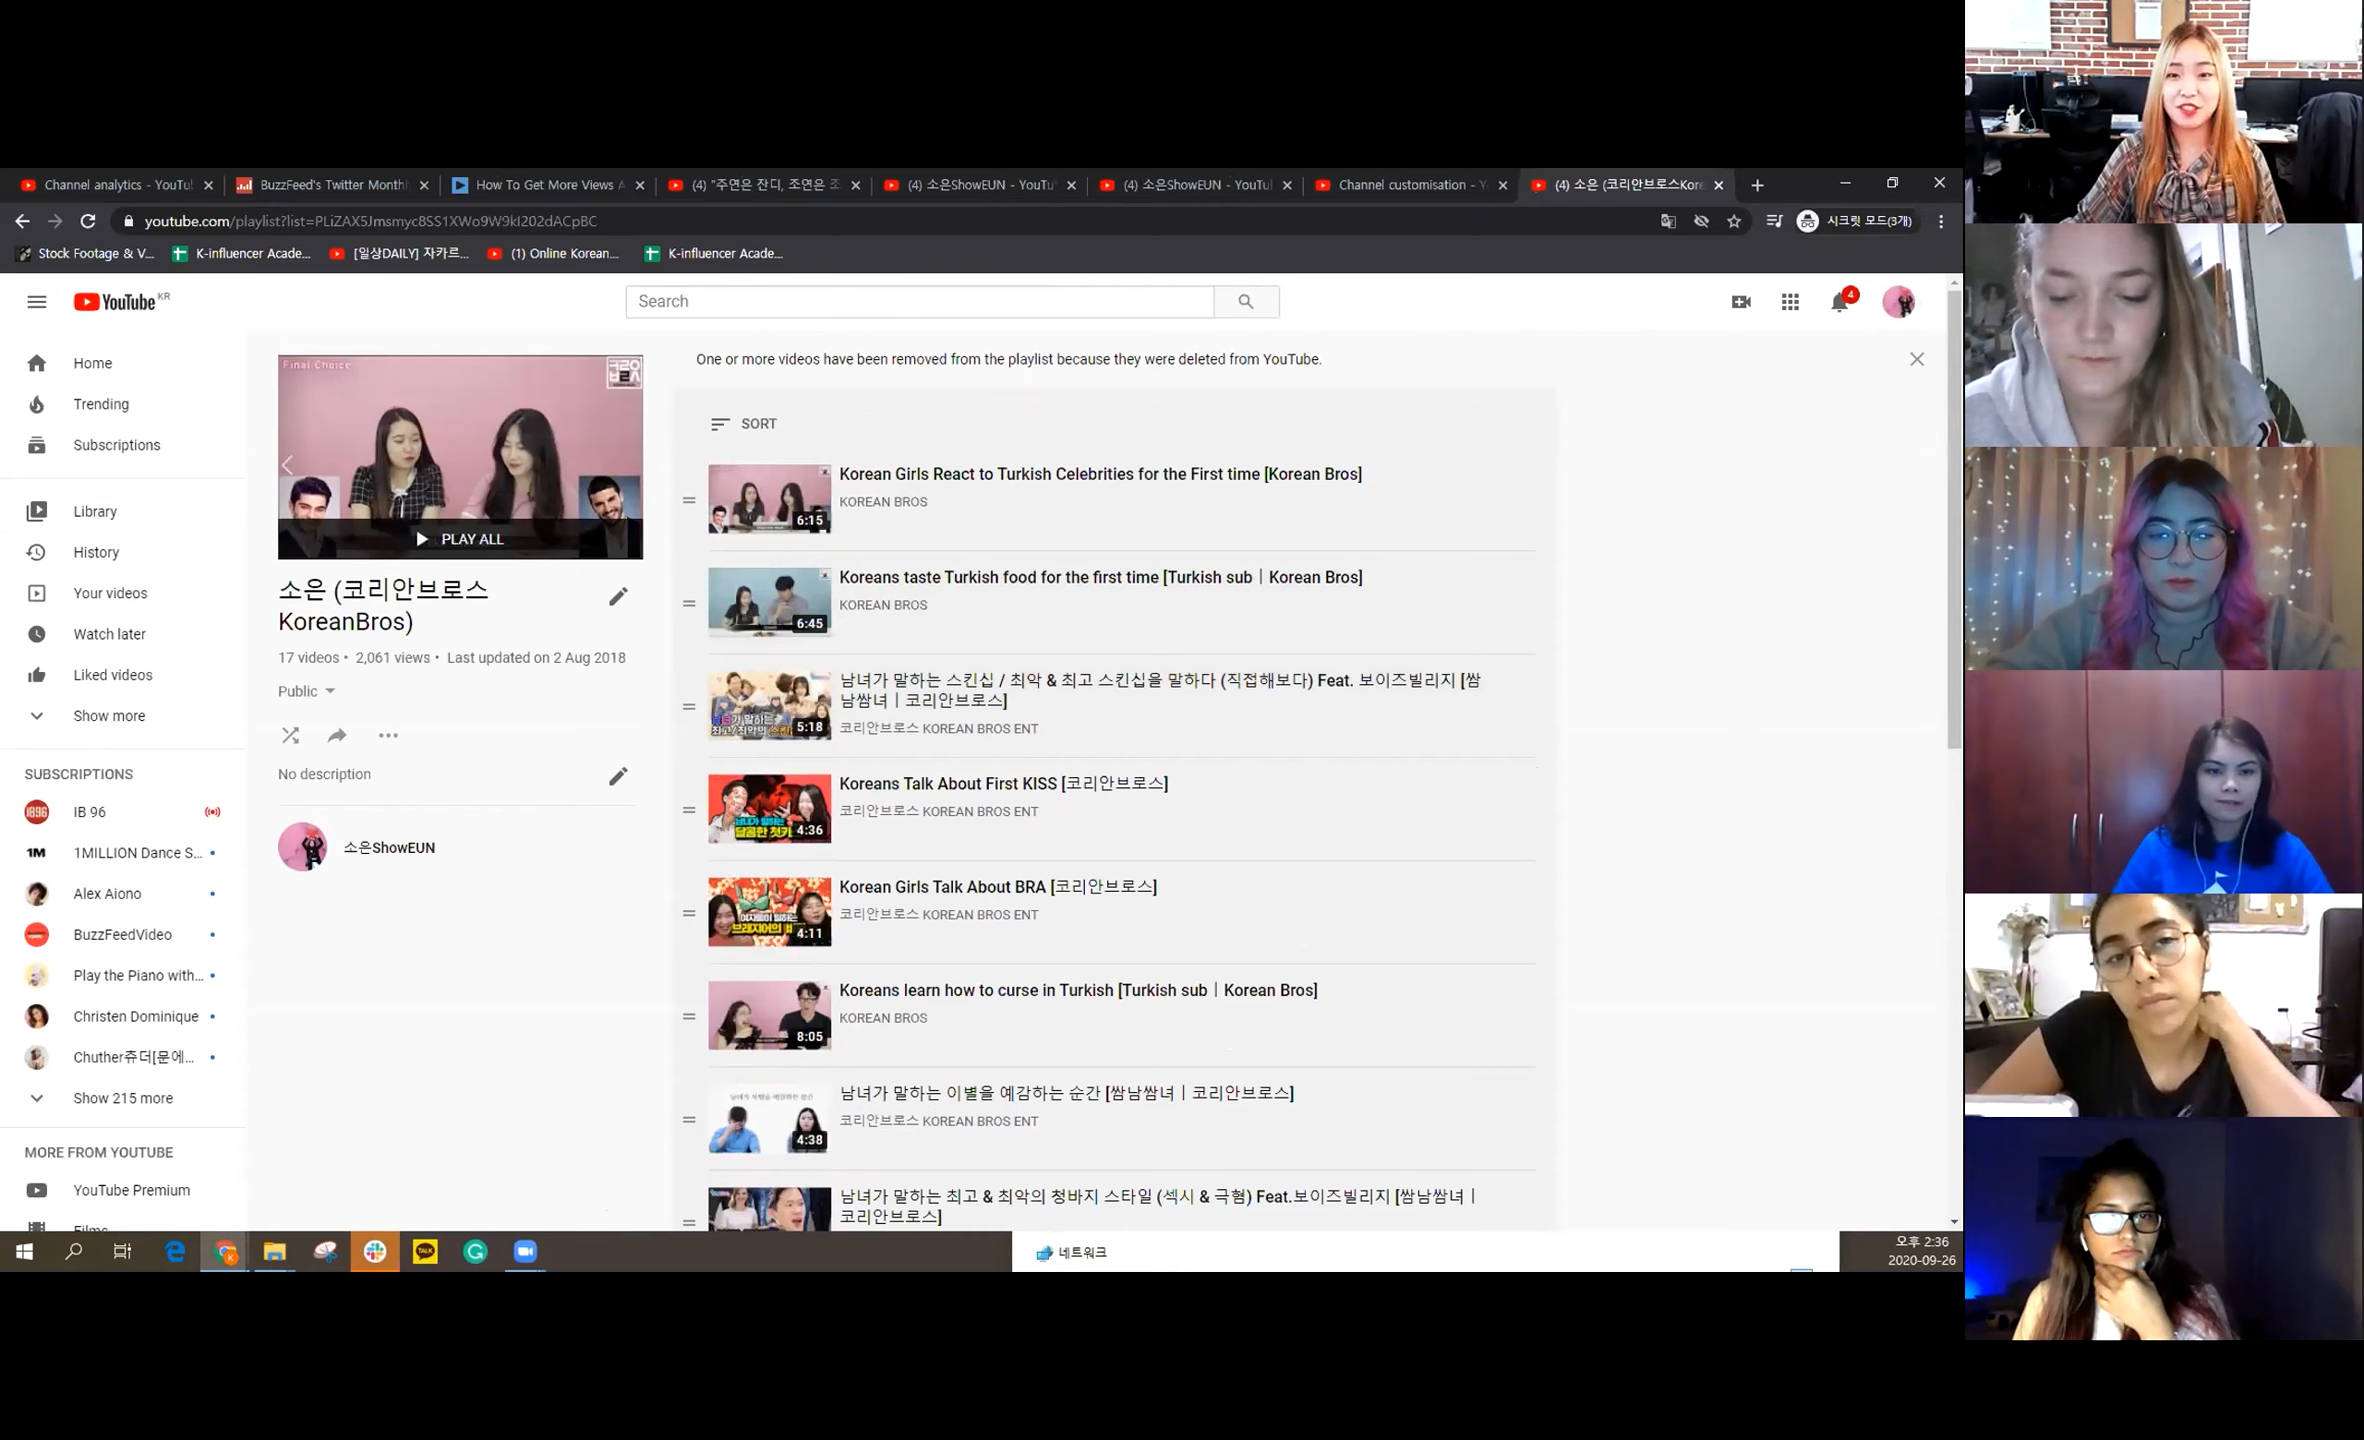 Channel analytics - YouTu
BuzzFeed's Twitter Month
How To Get More Views A
(4) "주연은 잔디, 조연은 조
(4) 소은ShowEUN - YouTu
(4) 소은ShowEUN - YouTul
Channel customisation - Y
(4) 소은 (코리안브로스Kore
youtube.com/playlist?list=PLiZAX5Jmsmyc8SS1XWo9W9kI202dACpBC
시크릿 모드(3개)
Stock Footage & V...
K-influencer Acade...
[일상DAILY] 자카르...
(1) Online Korean...
K-influencer Acade...
YouTube KR
Search
4
Home
Trending
Subscriptions
Library
History
Your videos
Watch later
Liked videos
Show more
SUBSCRIPTIONS
1896
IB 96
1M
1MILLION Dance S...
Alex Aiono
BuzzFeedVideo
Play the Piano with...
Christen Dominique
Chuther츄더[문에...
Show 215 more
MORE FROM YOUTUBE
YouTube Premium
Films
Final Choice
PLAY ALL
소은 (코리안브로스
KoreanBros)
17 videos • 2,061 views • Last updated on 2 Aug 2018
Public
No description
소은ShowEUN
One or more videos have been removed from the playlist because they were deleted from YouTube.
SORT
6:15
Korean Girls React to Turkish Celebrities for the First time [Korean Bros]
KOREAN BROS
6:45
Koreans taste Turkish food for the first time [Turkish sub | Korean Bros]
KOREAN BROS
5:18
남녀가 말하는 스킨십 / 최악 & 최고 스킨십을 말하다 (직접해보다) Feat. 보이즈빌리지 [쌈
남쌈녀 | 코리안브로스]
코리안브로스 KOREAN BROS ENT
4:36
Koreans Talk About First KISS [코리안브로스]
코리안브로스 KOREAN BROS ENT
4:11
Korean Girls Talk About BRA [코리안브로스]
코리안브로스 KOREAN BROS ENT
8:05
Koreans learn how to curse in Turkish [Turkish sub | Korean Bros]
KOREAN BROS
4:38
남녀가 말하는 이별을 예감하는 순간 [쌈남쌈녀 | 코리안브로스]
코리안브로스 KOREAN BROS ENT
남녀가 말하는 최고 & 최악의 청바지 스타일 (섹시 & 극혐) Feat.보이즈빌리지 [쌈남쌈녀 |
코리안브로스]
TALK
네트워크
오후 2:36
2020-09-26